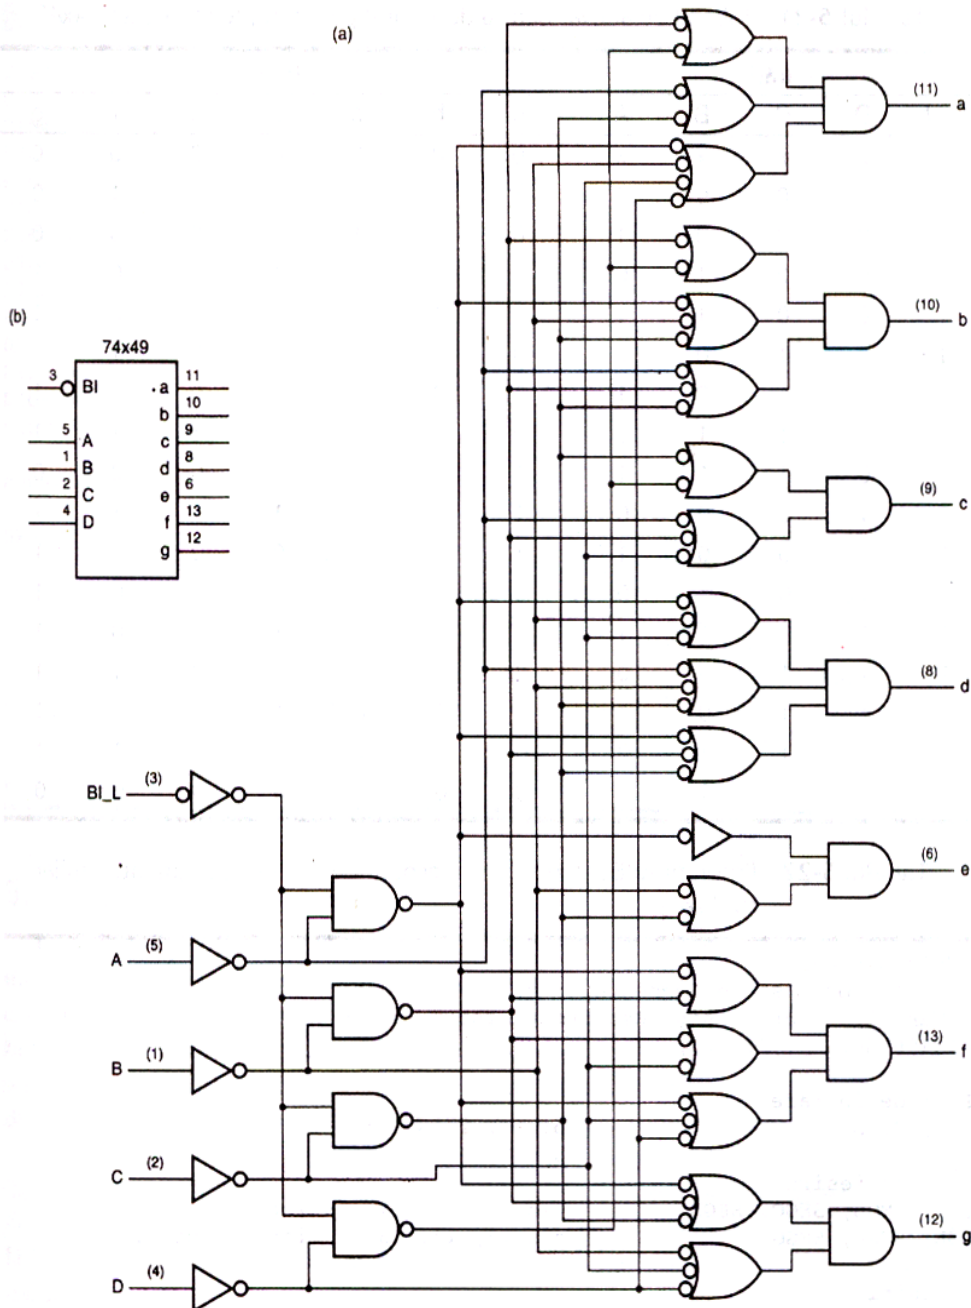 (a)
(11) a
(10) b
(9) c
(8) d
(6) e
(13) f
(12) g
(b)
74x49
3 BI
5 A
1 B
2 C
4 D
a 11
b 10
c 9
d 8
e 6
f 13
g 12
BI_L (3)
A (5)
B (1)
C (2)
D (4)